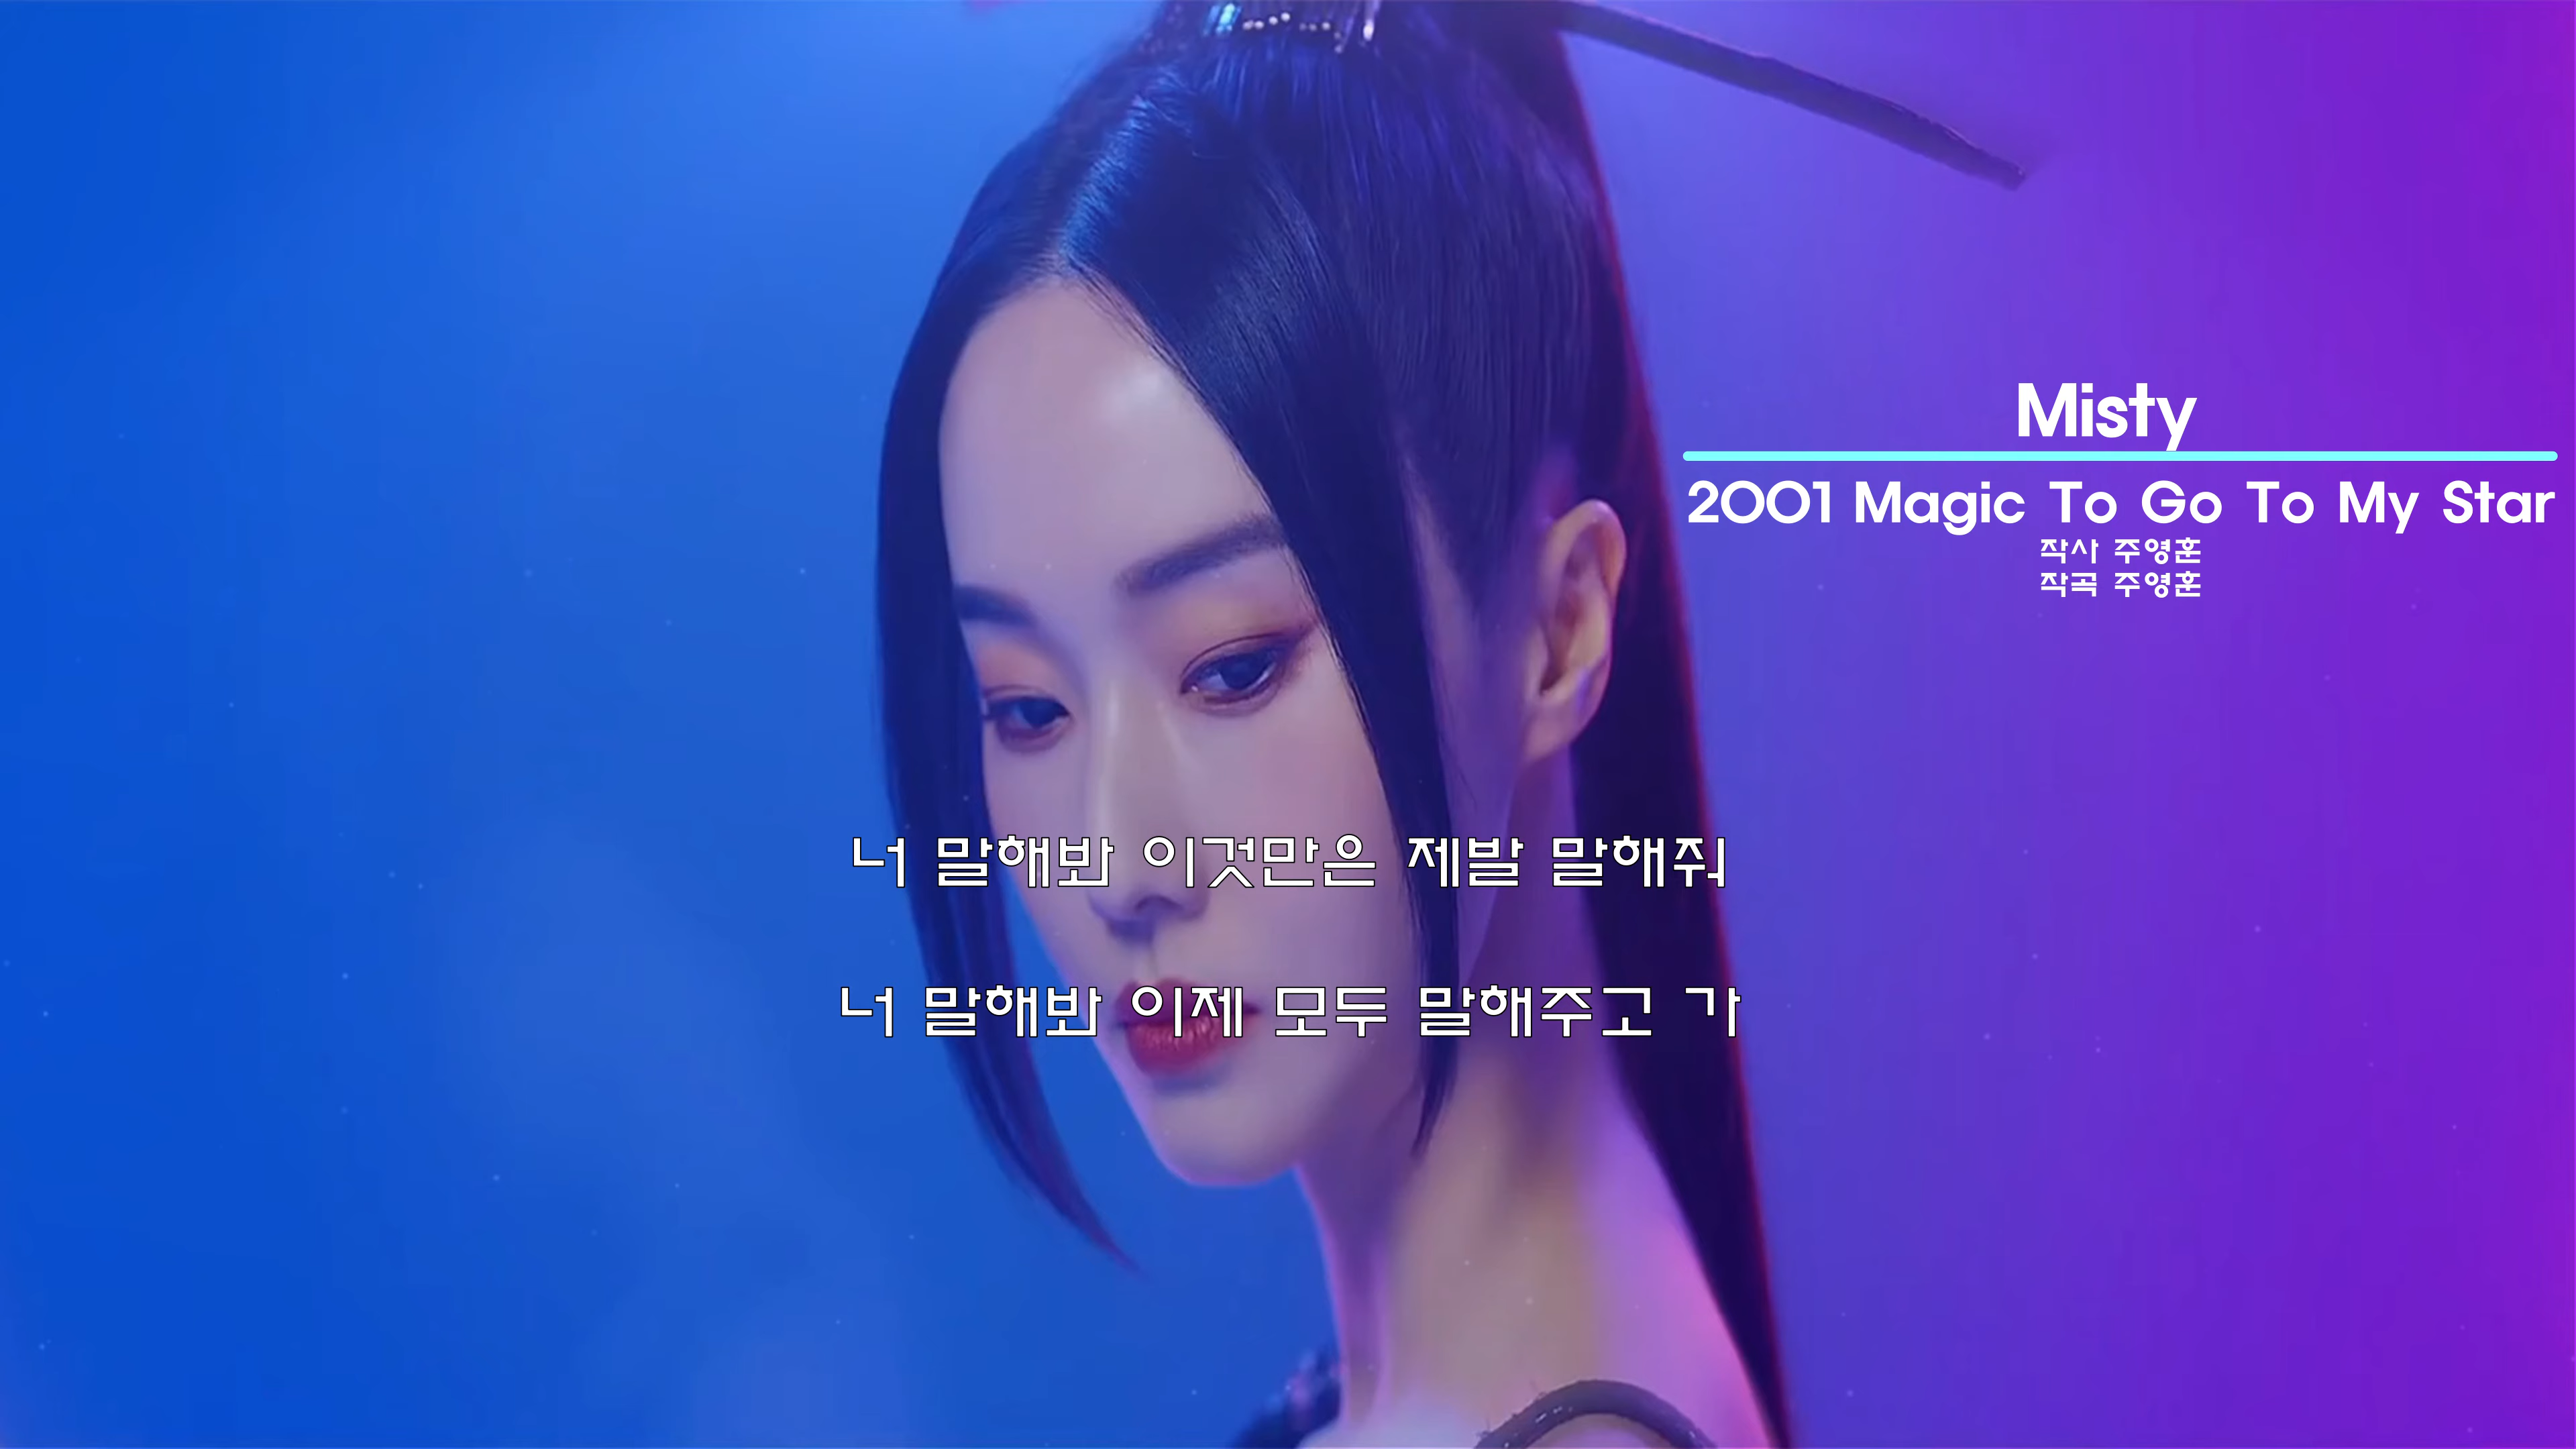 Misty
2001 Magic To Go To My Star
작사 주영훈
작곡 주영훈
너 말해봐 이것만은 제발 말해줘
너 말해봐 이제 모두 말해주고 가